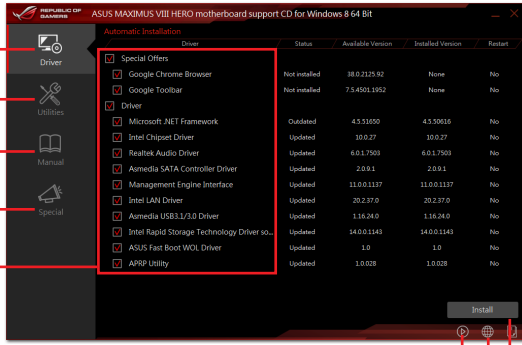 REPUBLIC OF GAMERS
ASUS MAXIMUS VIII HERO motherboard support CD for Windows 8 64 Bit
Automatic installation
Driver Status Available Version Installed Version Restart
Special Offers
Google Chrome Browser Not installed 38.0.2125.92 None No
Google Toolbar Not installed 7.5.4501.1952 None No
Driver
Microsoft .NET Framework Outdated 4.5.51650 4.5.50616 No
Intel Chipset Driver Updated 10.0.27 10.0.27 No
Realtek Audio Driver Updated 6.0.1.7503 6.0.1.7503 No
Asmedia SATA Controller Driver Updated 2.0.9.1 2.0.9.1 No
Management Engine Interface Updated 11.0.0.1137 11.0.0.1137 No
Intel LAN Driver Updated 20.2.37.0 20.2.37.0 No
Asmedia USB3.1/3.0 Driver Updated 1.16.24.0 1.16.24.0 No
Intel Rapid Storage Technology Driver so... Updated 14.0.0.1143 14.0.0.1143 No
ASUS Fast Boot WOL Driver Updated 1.0 1.0 No
APRP Utility Updated 1.0.028 1.0.028 No
Driver
Utilities
Manual
Special
Install